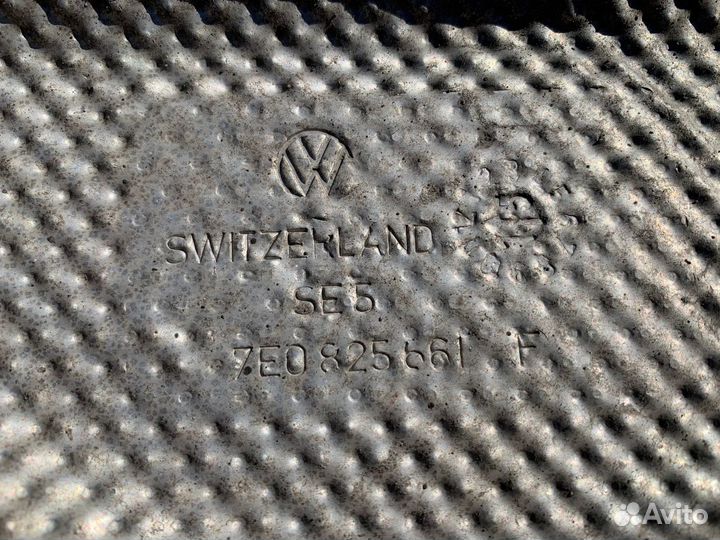 SWITZERLAND
SE5
7E0 825 661 F
Avito